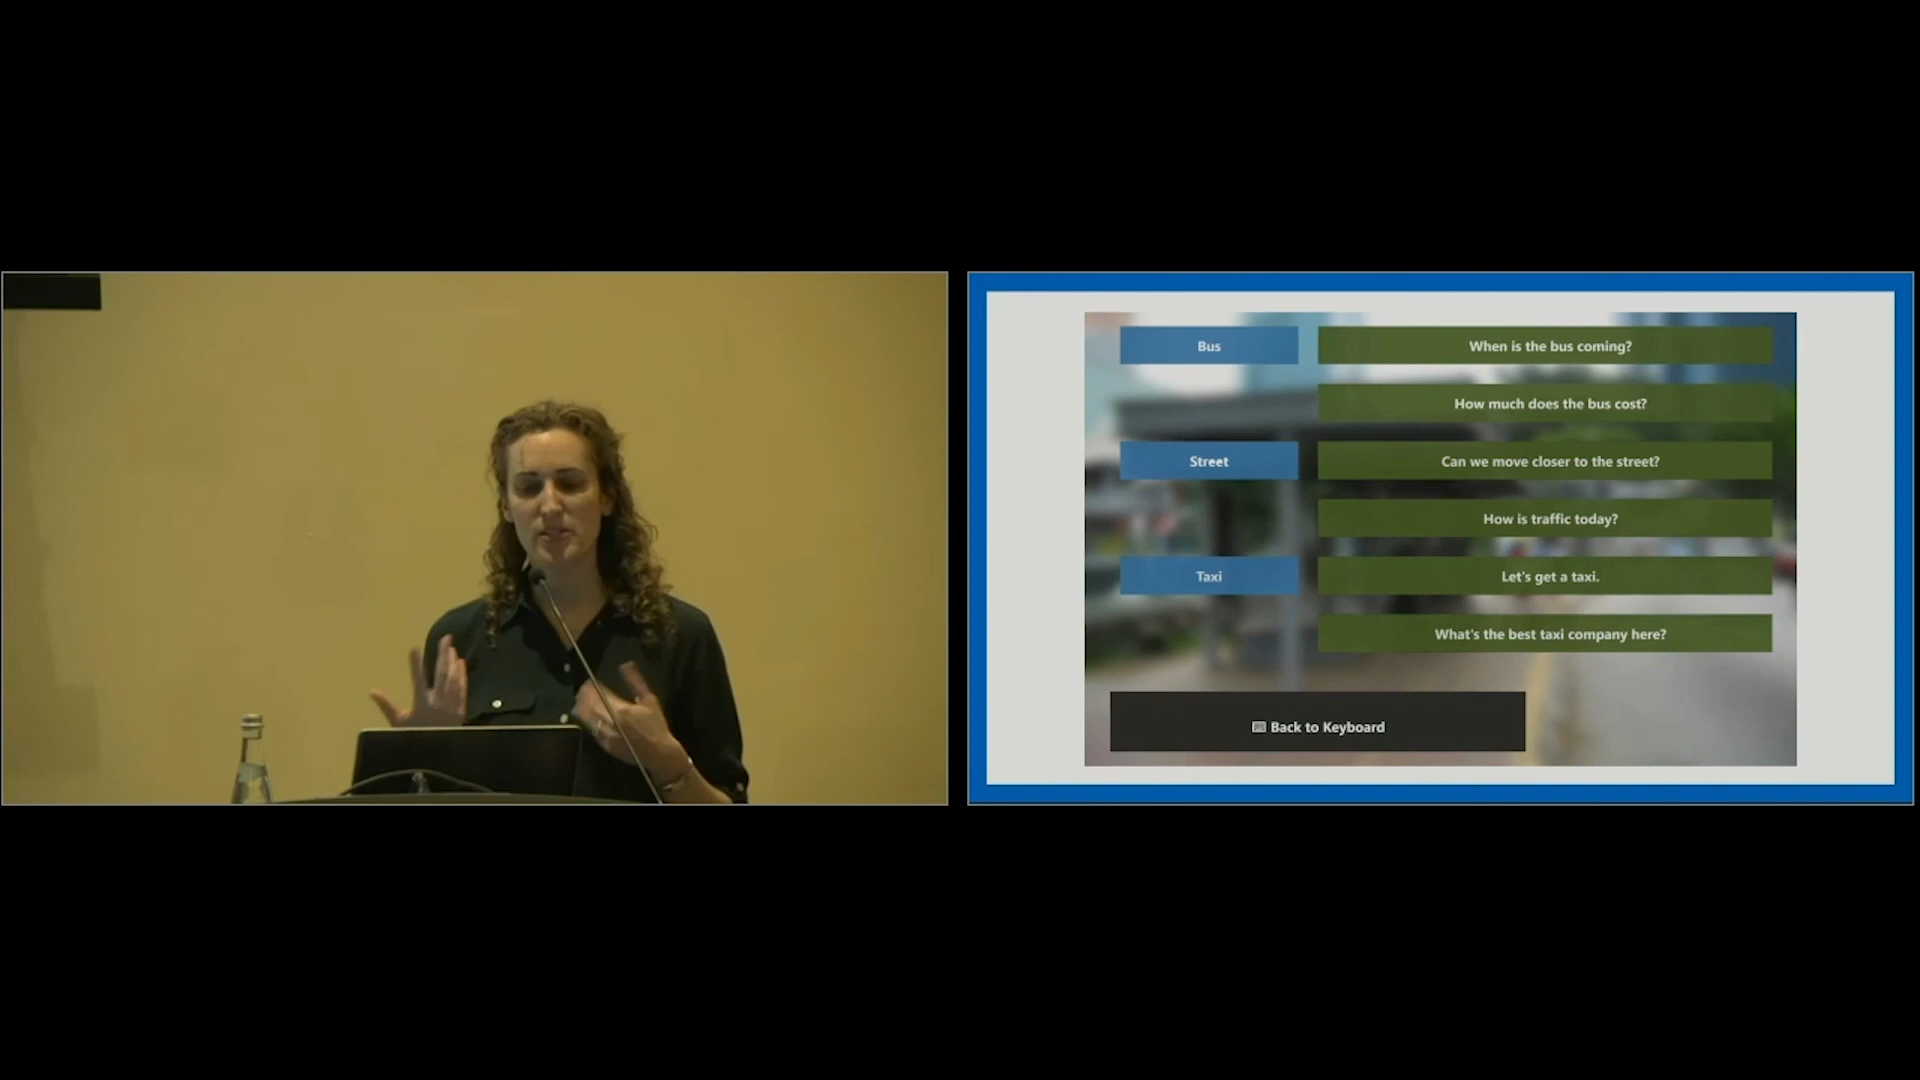 Bus
When is the bus coming?
How much does the bus cost?
Street
Can we move closer to the street?
How is traffic today?
Taxi
Let's get a taxi.
What's the best taxi company here?
Back to Keyboard